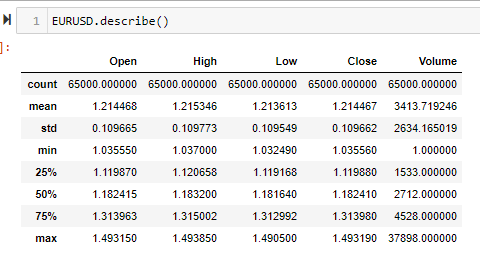 1 EURUSD.describe()
]:
Open High Low Close Volume
count 65000.000000 65000.000000 65000.000000 65000.000000 65000.000000
mean 1.214468 1.215346 1.213613 1.214467 3413.719246
std 0.109665 0.109773 0.109549 0.109662 2634.165019
min 1.035550 1.037000 1.032490 1.035560 1.000000
25% 1.119870 1.120658 1.119168 1.119880 1533.000000
50% 1.182415 1.183200 1.181640 1.182410 2712.000000
75% 1.313963 1.315002 1.312992 1.313980 4528.000000
max 1.493150 1.493850 1.490500 1.493190 37898.000000